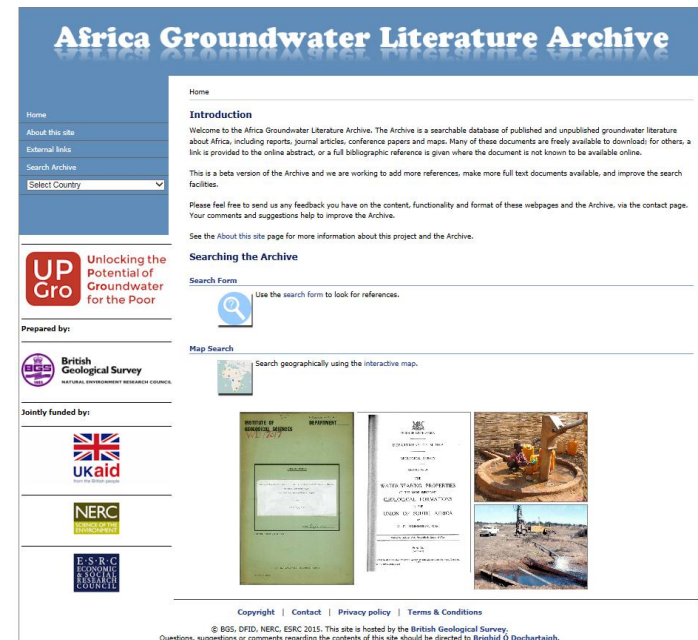 Africa Groundwater Literature Archive
Home
About this site
External links
Search Archive
Select Country
UP
Gro
Unlocking the
Potential of
Groundwater
for the Poor
Prepared by:
BGS
British
Geological Survey
NATURAL ENVIRONMENT RESEARCH COUNCIL
Jointly funded by:
UKaid
from the British people
NERC
SCIENCE OF THE
ENVIRONMENT
E·S·R·C
ECONOMIC
& SOCIAL
RESEARCH
COUNCIL
Home
Introduction
Welcome to the Africa Groundwater Literature Archive. The Archive is a searchable database of published and unpublished groundwater literature
about Africa, including reports, journal articles, conference papers and maps. Many of these documents are freely available to download; for others, a
link is provided to the online abstract, or a full bibliographic reference is given where the document is not known to be available online.
This is a beta version of the Archive and we are working to add more references, make more full text documents available, and improve the search
facilities.
Please feel free to send us any feedback you have on the content, functionality and format of these webpages and the Archive, via the contact page.
Your comments and suggestions help to improve the Archive.
See the About this site page for more information about this project and the Archive.
Searching the Archive
Search Form
Use the search form to look for references.
Map Search
Search geographically using the interactive map.
INSTITUTE OF
GEOLOGICAL SCIENCES
DEPARTMENT
THE
WATER-BEARING PROPERTIES
GEOLOGICAL FORMATIONS
UNION OF SOUTH AFRICA
Copyright | Contact | Privacy policy | Terms & Conditions
© BGS, DFID, NERC, ESRC 2015. This site is hosted by the British Geological Survey.
Questions, suggestions or comments regarding the contents of this site should be directed to Brighid Ó Dochartaigh.